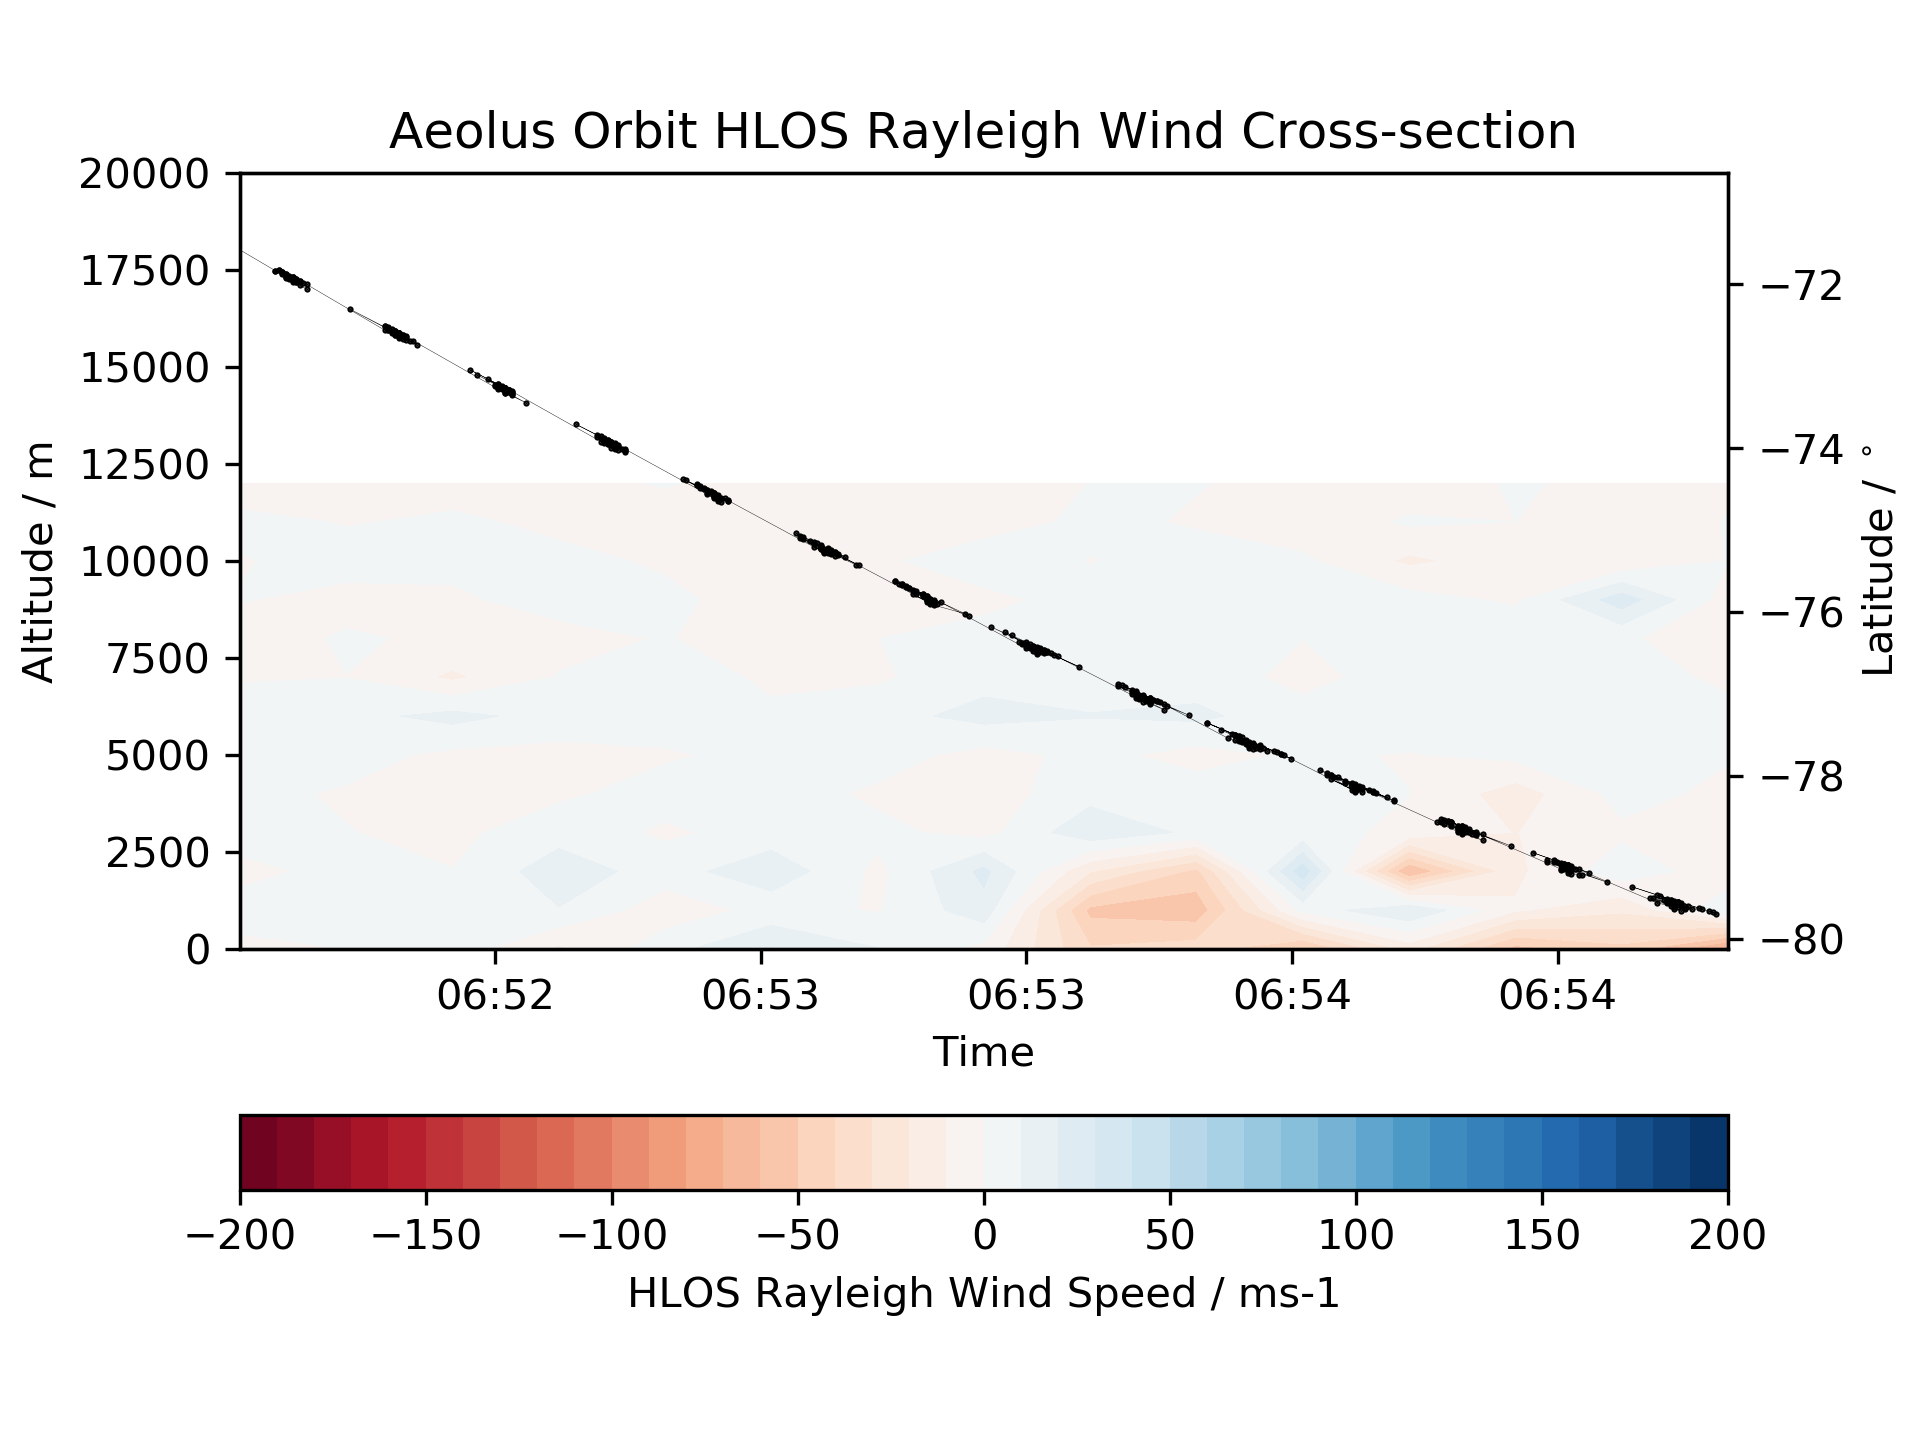 Aeolus Orbit HLOS Rayleigh Wind Cross-section
20000
17500
15000
12500
10000
7500
5000
2500
0
Altitude / m
−72
−74
−76
−78
−80
Latitude / °
06:52 06:53 06:53 06:54 06:54
Time
−200 −150 −100 −50 0 50 100 150 200
HLOS Rayleigh Wind Speed / ms-1